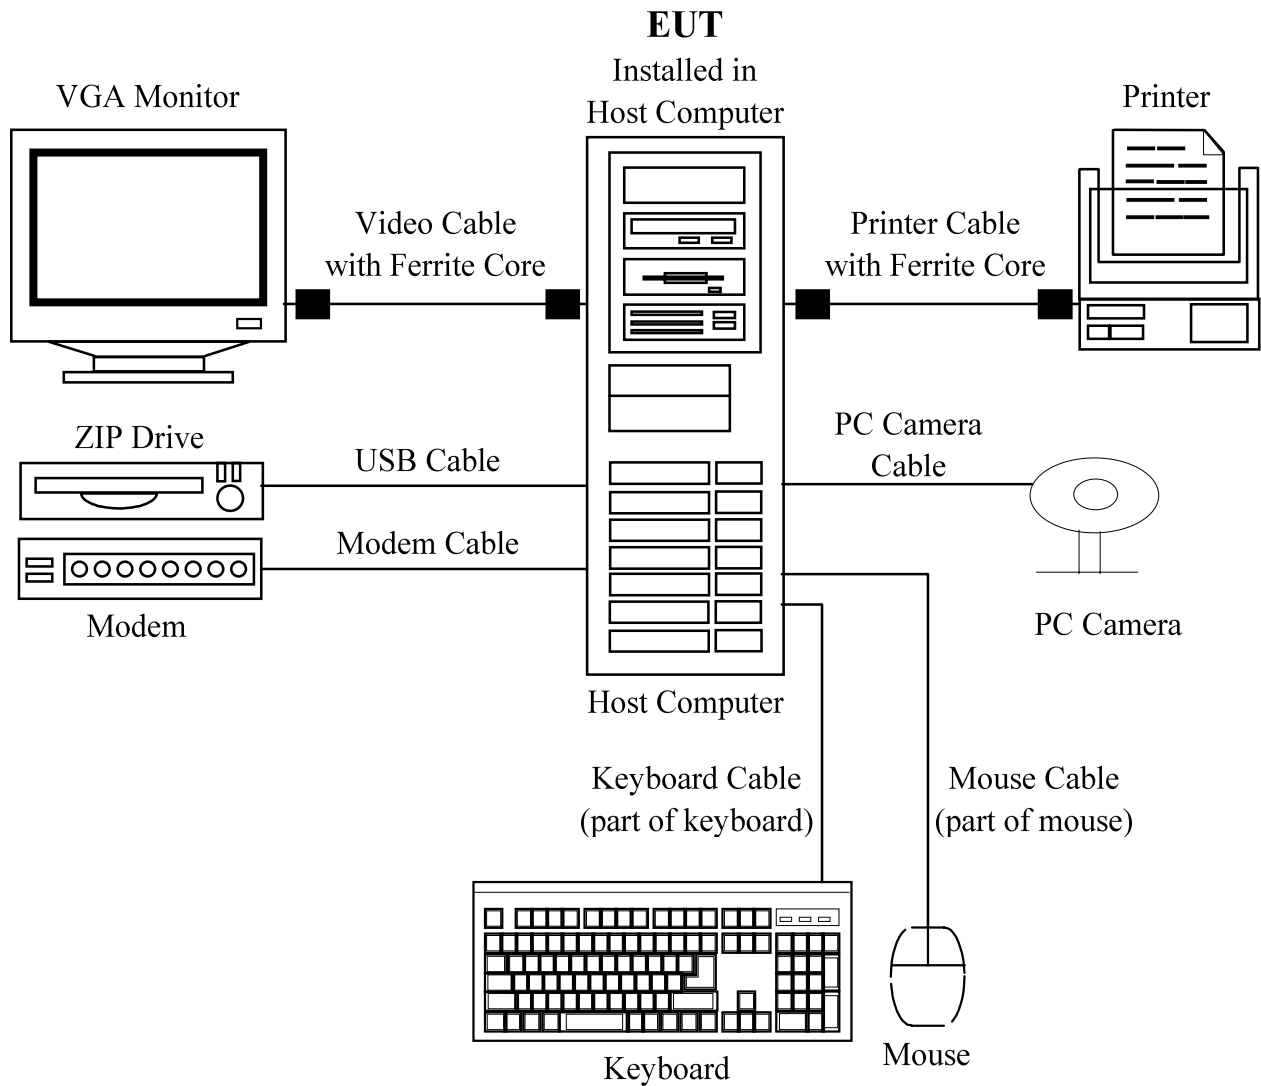 EUT
Installed in
Host Computer
VGA Monitor
Printer
Video Cable
with Ferrite Core
Printer Cable
with Ferrite Core
ZIP Drive
USB Cable
PC Camera
Cable
Modem Cable
Modem
PC Camera
Host Computer
Keyboard Cable
(part of keyboard)
Mouse Cable
(part of mouse)
Keyboard
Mouse